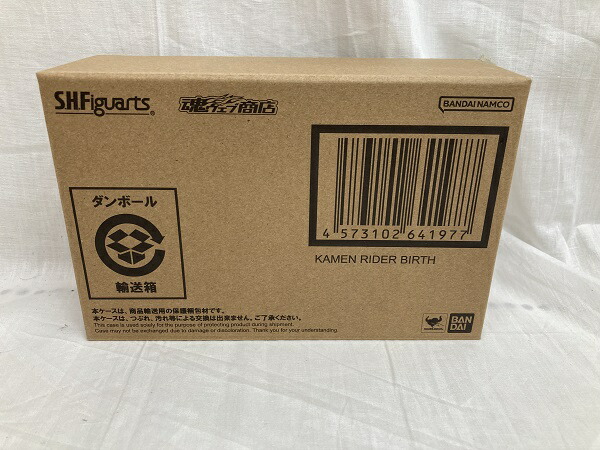 S.H.Figuarts®
魂ウェブ商店
BANDAI NAMCO
4 573102 641977
KAMEN RIDER BIRTH
ダンボール
輸送箱
本ケースは、商品輸送用の保護梱包材です。
本ケースは、つぶれ、汚れ等による交換は出来ません。ご了承ください。
This case is used solely for the purpose of protecting product during shipment.
Case may not be exchanged due to damage or discoloration. Thank you for your understanding.
BAN
DAI